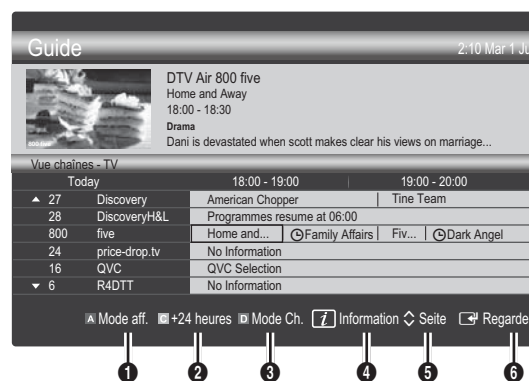 Guide 2:10 Mar 1 Ju
DTV Air 800 five
Home and Away
18:00 - 18:30
Drama
Dani is devastated when scott makes clear his views on marriage...
800 five
Vue chaînes - TV
Today 18:00 - 19:00 19:00 - 20:00
▲ 27 Discovery American Chopper Tine Team
28 DiscoveryH&L Programmes resume at 06:00
800 five Home and... Family Affairs Fiv... Dark Angel
24 price-drop.tv No Information
16 QVC QVC Selection
▼ 6 R4DTT No Information
A Mode aff. C +24 heures D Mode Ch. i Information Seite Regarde
1 2 3 4 5 6